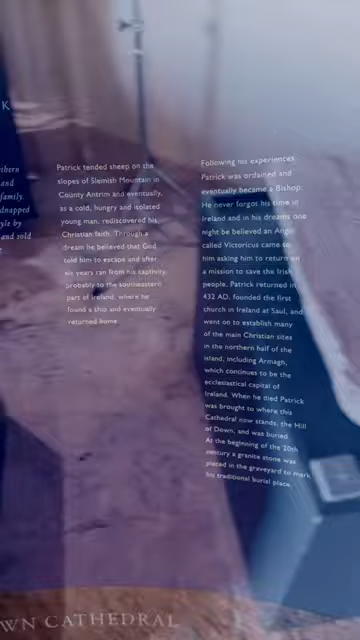 K
and
family.
dnapped
yle by
and sold
Patrick tended sheep on the
slopes of Slemish Mountain in
County Antrim and eventually,
as a cold, hungry and isolated
young man, rediscovered his
Christian faith. Through a
dream he believed that God
told him to escape and after
six years ran from his captivity,
probably to the southeastern
part of Ireland, where he
found a ship and eventually
returned home.
Following his experiences
Patrick was ordained and
eventually became a Bishop.
He never forgot his time in
Ireland and in his dreams one
night he believed an Angel
called Victoricus came to
him asking him to return on
a mission to save the Irish
people. Patrick returned in
432 AD, founded the first
church in Ireland at Saul, and
went on to establish many
of the main Christian sites
in the northern half of the
island, including Armagh,
which continues to be the
ecclesiastical capital of
Ireland. When he died Patrick
was brought to where this
Cathedral now stands, the Hill
of Down, and was buried.
At the beginning of the 20th
century a granite stone was
placed in the graveyard to mark
his traditional burial place.
WN CATHEDRAL